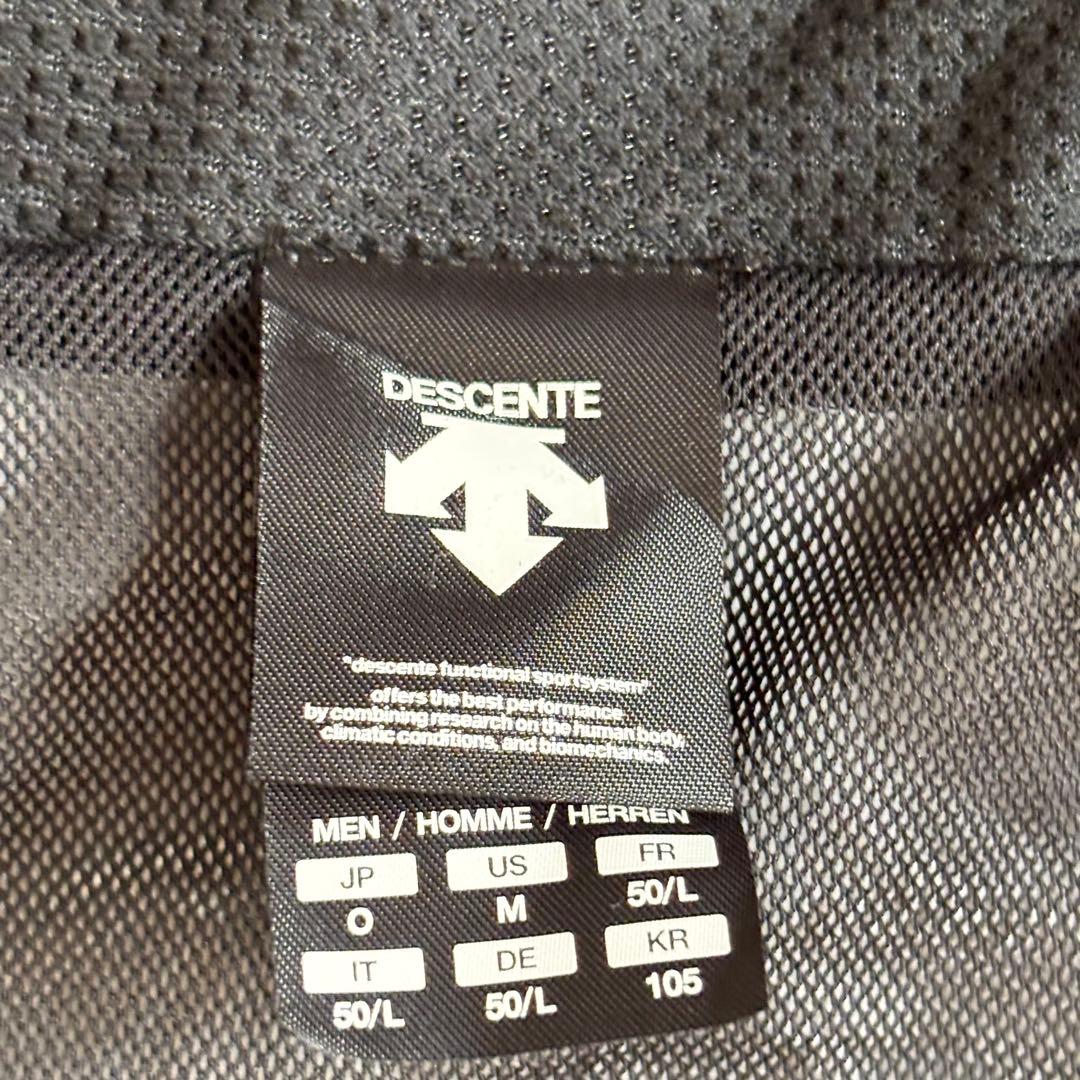 DESCENTE
"descente functional sportsystem"
offers the best performance
by combining research on the human body,
climatic conditions, and biomechanics.
MEN / HOMME / HERREN
JP US FR
O M 50/L
IT DE KR
50/L 50/L 105